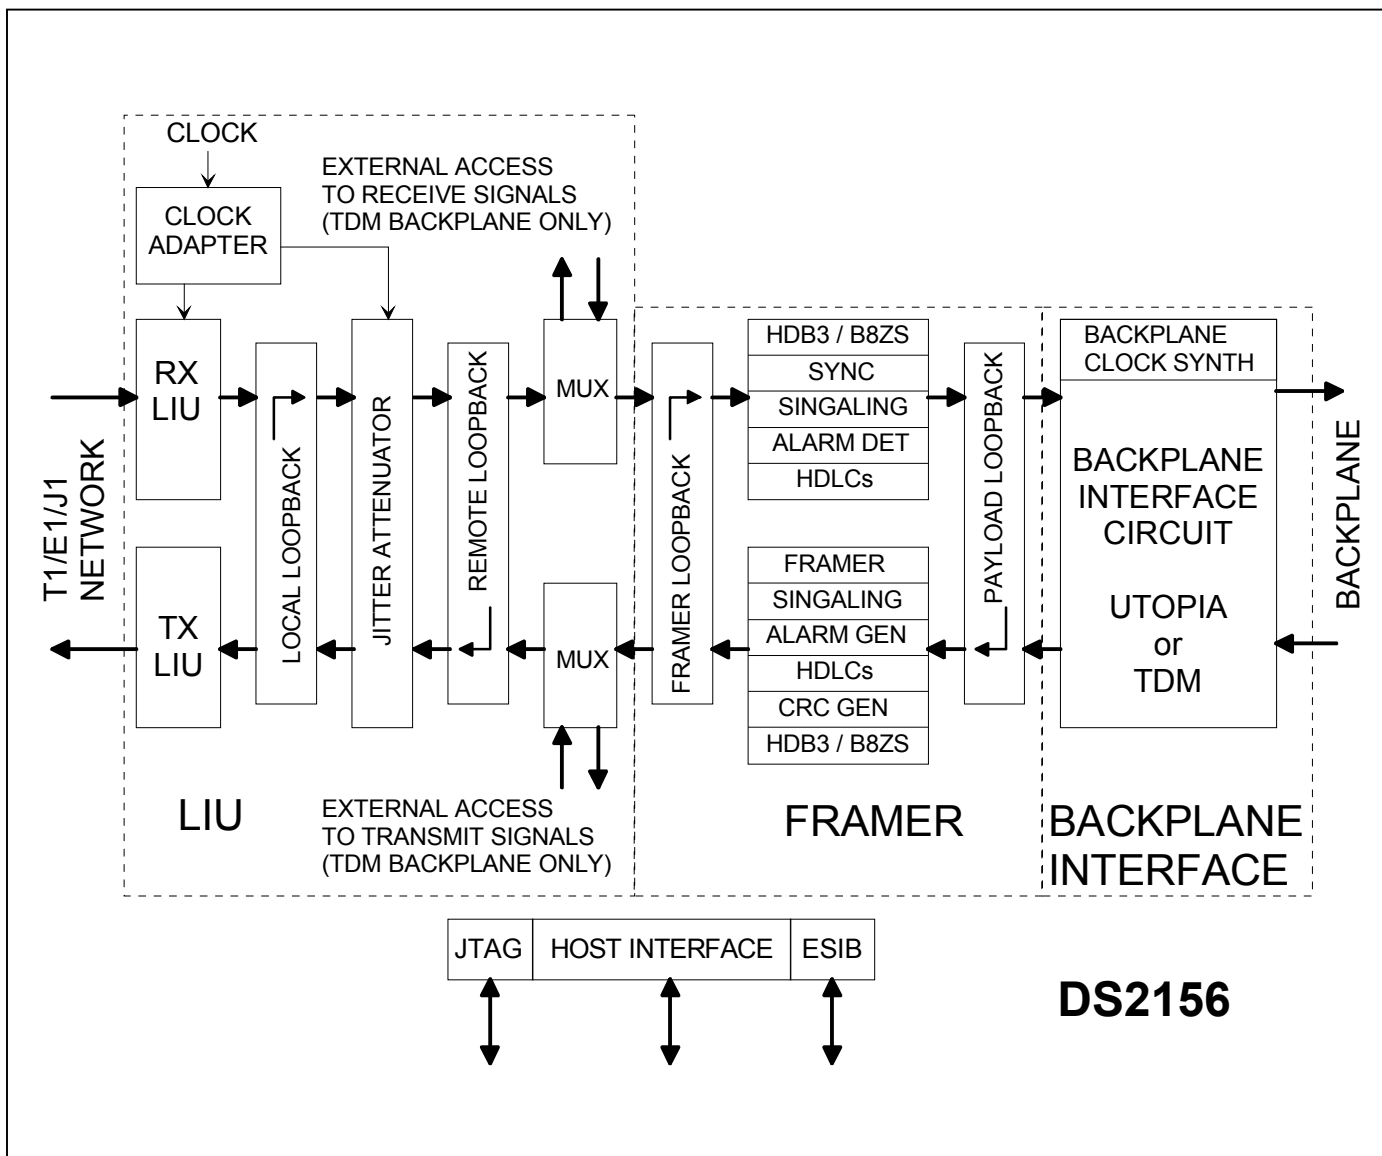 CLOCK
EXTERNAL ACCESS
TO RECEIVE SIGNALS
(TDM BACKPLANE ONLY)
CLOCK
ADAPTER
T1/E1/J1
NETWORK
RX
LIU
TX
LIU
LOCAL LOOPBACK
JITTER ATTENUATOR
REMOTE LOOPBACK
MUX
MUX
FRAMER LOOPBACK
HDB3 / B8ZS
SYNC
SINGALING
ALARM DET
HDLCs
FRAMER
SINGALING
ALARM GEN
HDLCs
CRC GEN
HDB3 / B8ZS
PAYLOAD LOOPBACK
BACKPLANE
CLOCK SYNTH
BACKPLANE
INTERFACE
CIRCUIT
UTOPIA
or
TDM
BACKPLANE
LIU
EXTERNAL ACCESS
TO TRANSMIT SIGNALS
(TDM BACKPLANE ONLY)
FRAMER
BACKPLANE
INTERFACE
JTAG
HOST INTERFACE
ESIB
DS2156